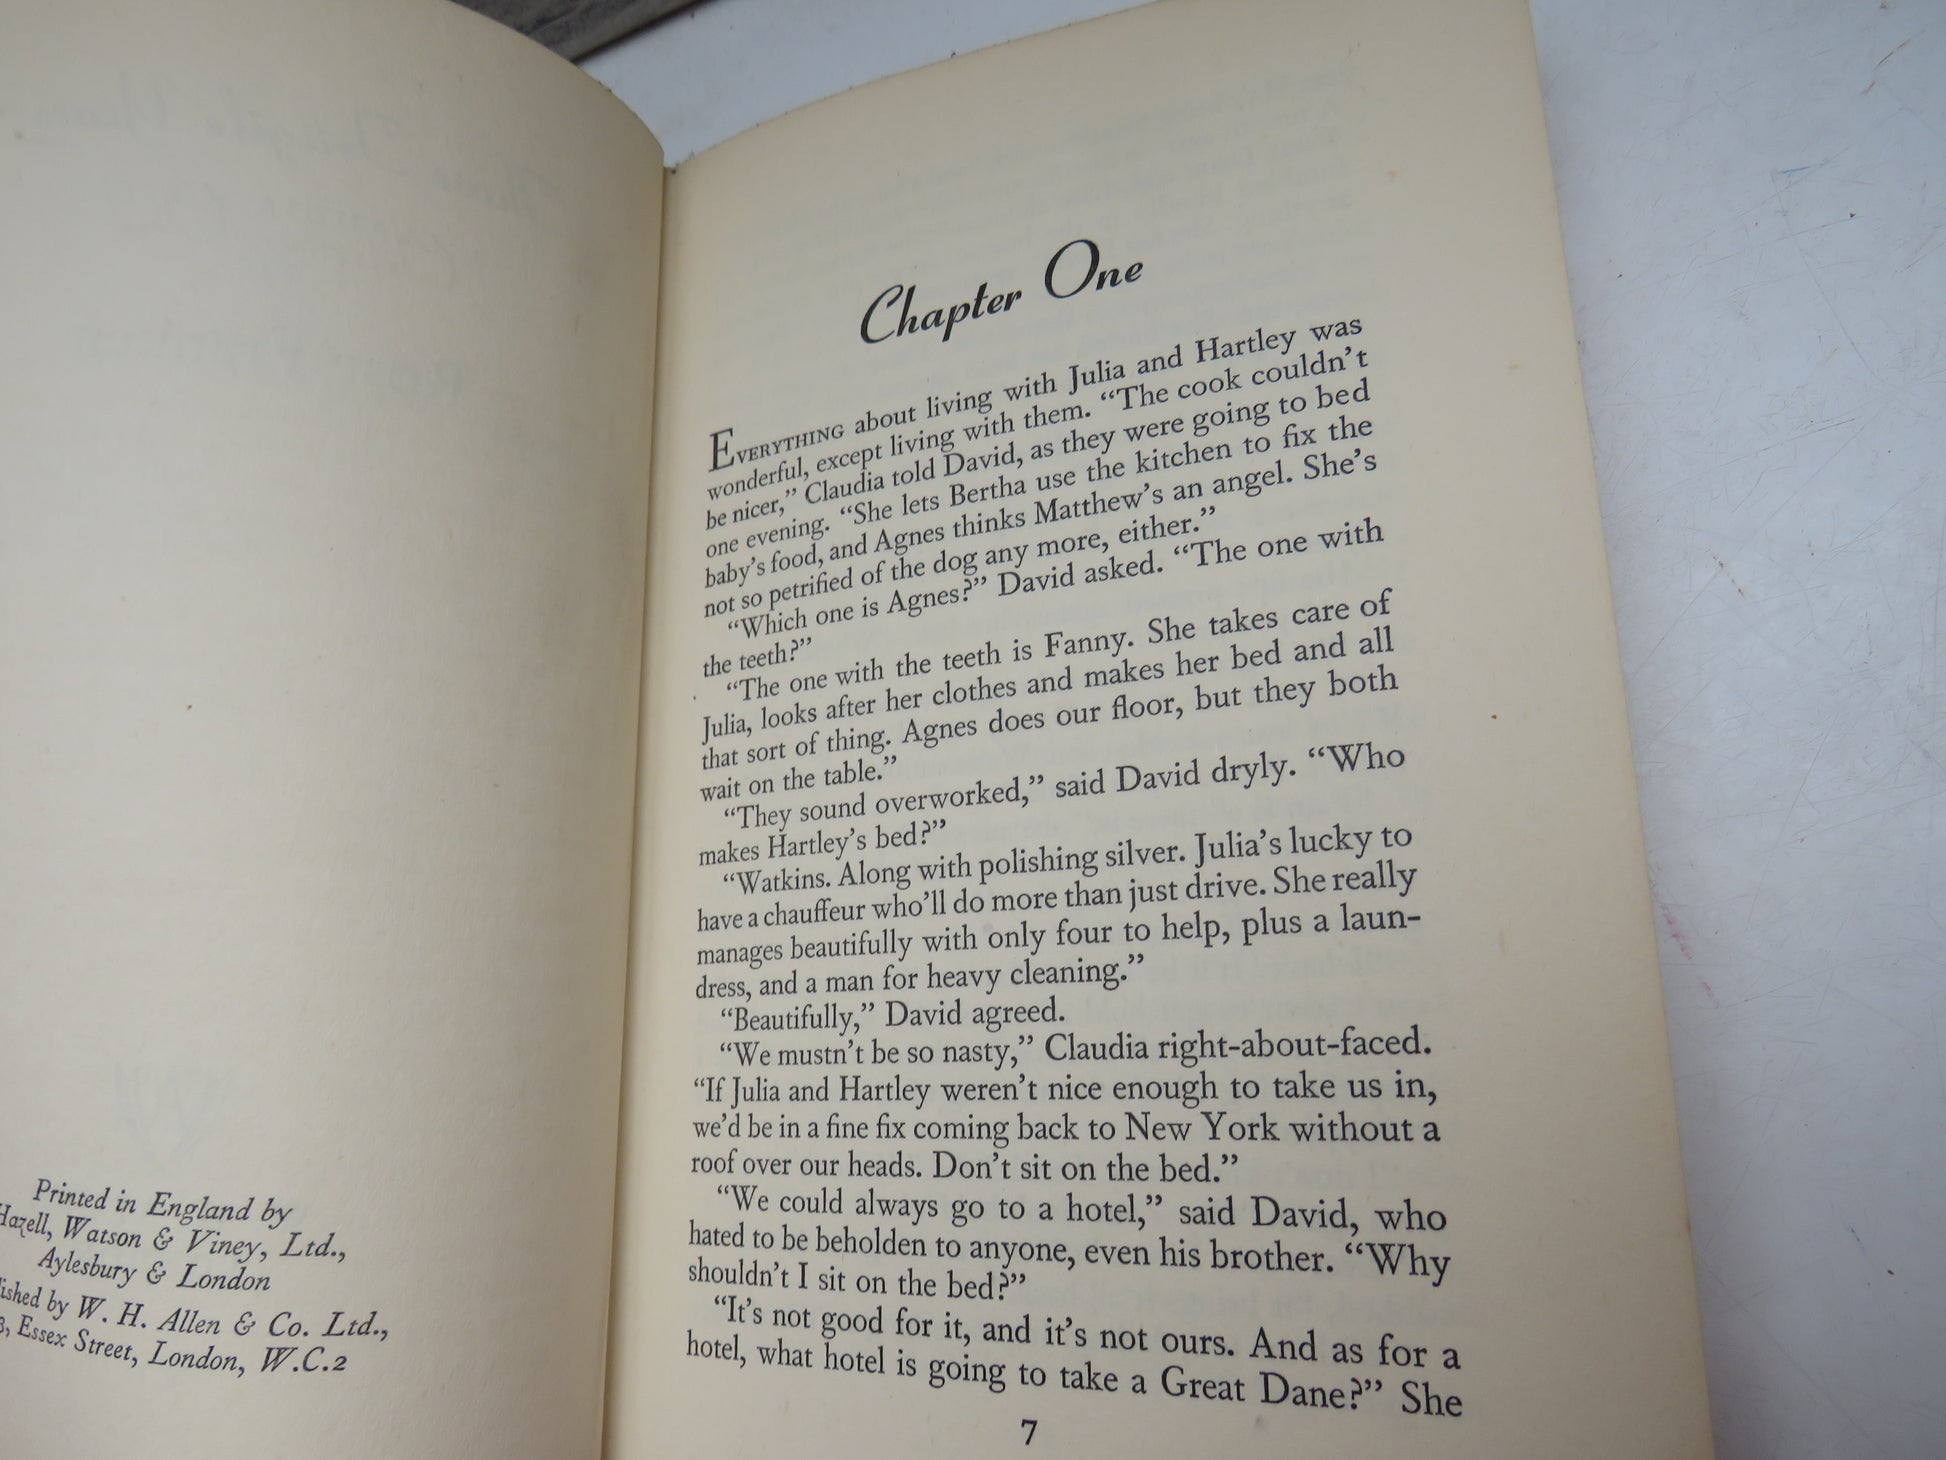 Printed in England by
Hazell, Watson & Viney, Ltd.,
Aylesbury & London
by W. H. Allen & Co. Ltd.,
Essex Street, London, W.C.2
Chapter One
EVERYTHING about living with Julia and Hartley was
wonderful, except living with them. “The cook couldn’t
be nicer,” Claudia told David, as they were going to bed
one evening. “She lets Bertha use the kitchen to fix the
baby’s food, and Agnes thinks Matthew’s an angel. She’s
not so petrified of the dog any more, either.”
“Which one is Agnes?” David asked. “The one with
the teeth?”
“The one with the teeth is Fanny. She takes care of
Julia, looks after her clothes and makes her bed and all
that sort of thing. Agnes does our floor, but they both
wait on the table.”
“They sound overworked,” said David dryly. “Who
makes Hartley’s bed?”
“Watkins. Along with polishing silver. Julia’s lucky to
have a chauffeur who’ll do more than just drive. She really
manages beautifully with only four to help, plus a laun-
dress, and a man for heavy cleaning.”
“Beautifully,” David agreed.
“We mustn’t be so nasty,” Claudia right-about-faced.
“If Julia and Hartley weren’t nice enough to take us in,
we’d be in a fine fix coming back to New York without a
roof over our heads. Don’t sit on the bed.”
“We could always go to a hotel,” said David, who
hated to be beholden to anyone, even his brother. “Why
shouldn’t I sit on the bed?”
“It’s not good for it, and it’s not ours. And as for a
hotel, what hotel is going to take a Great Dane?” She
7